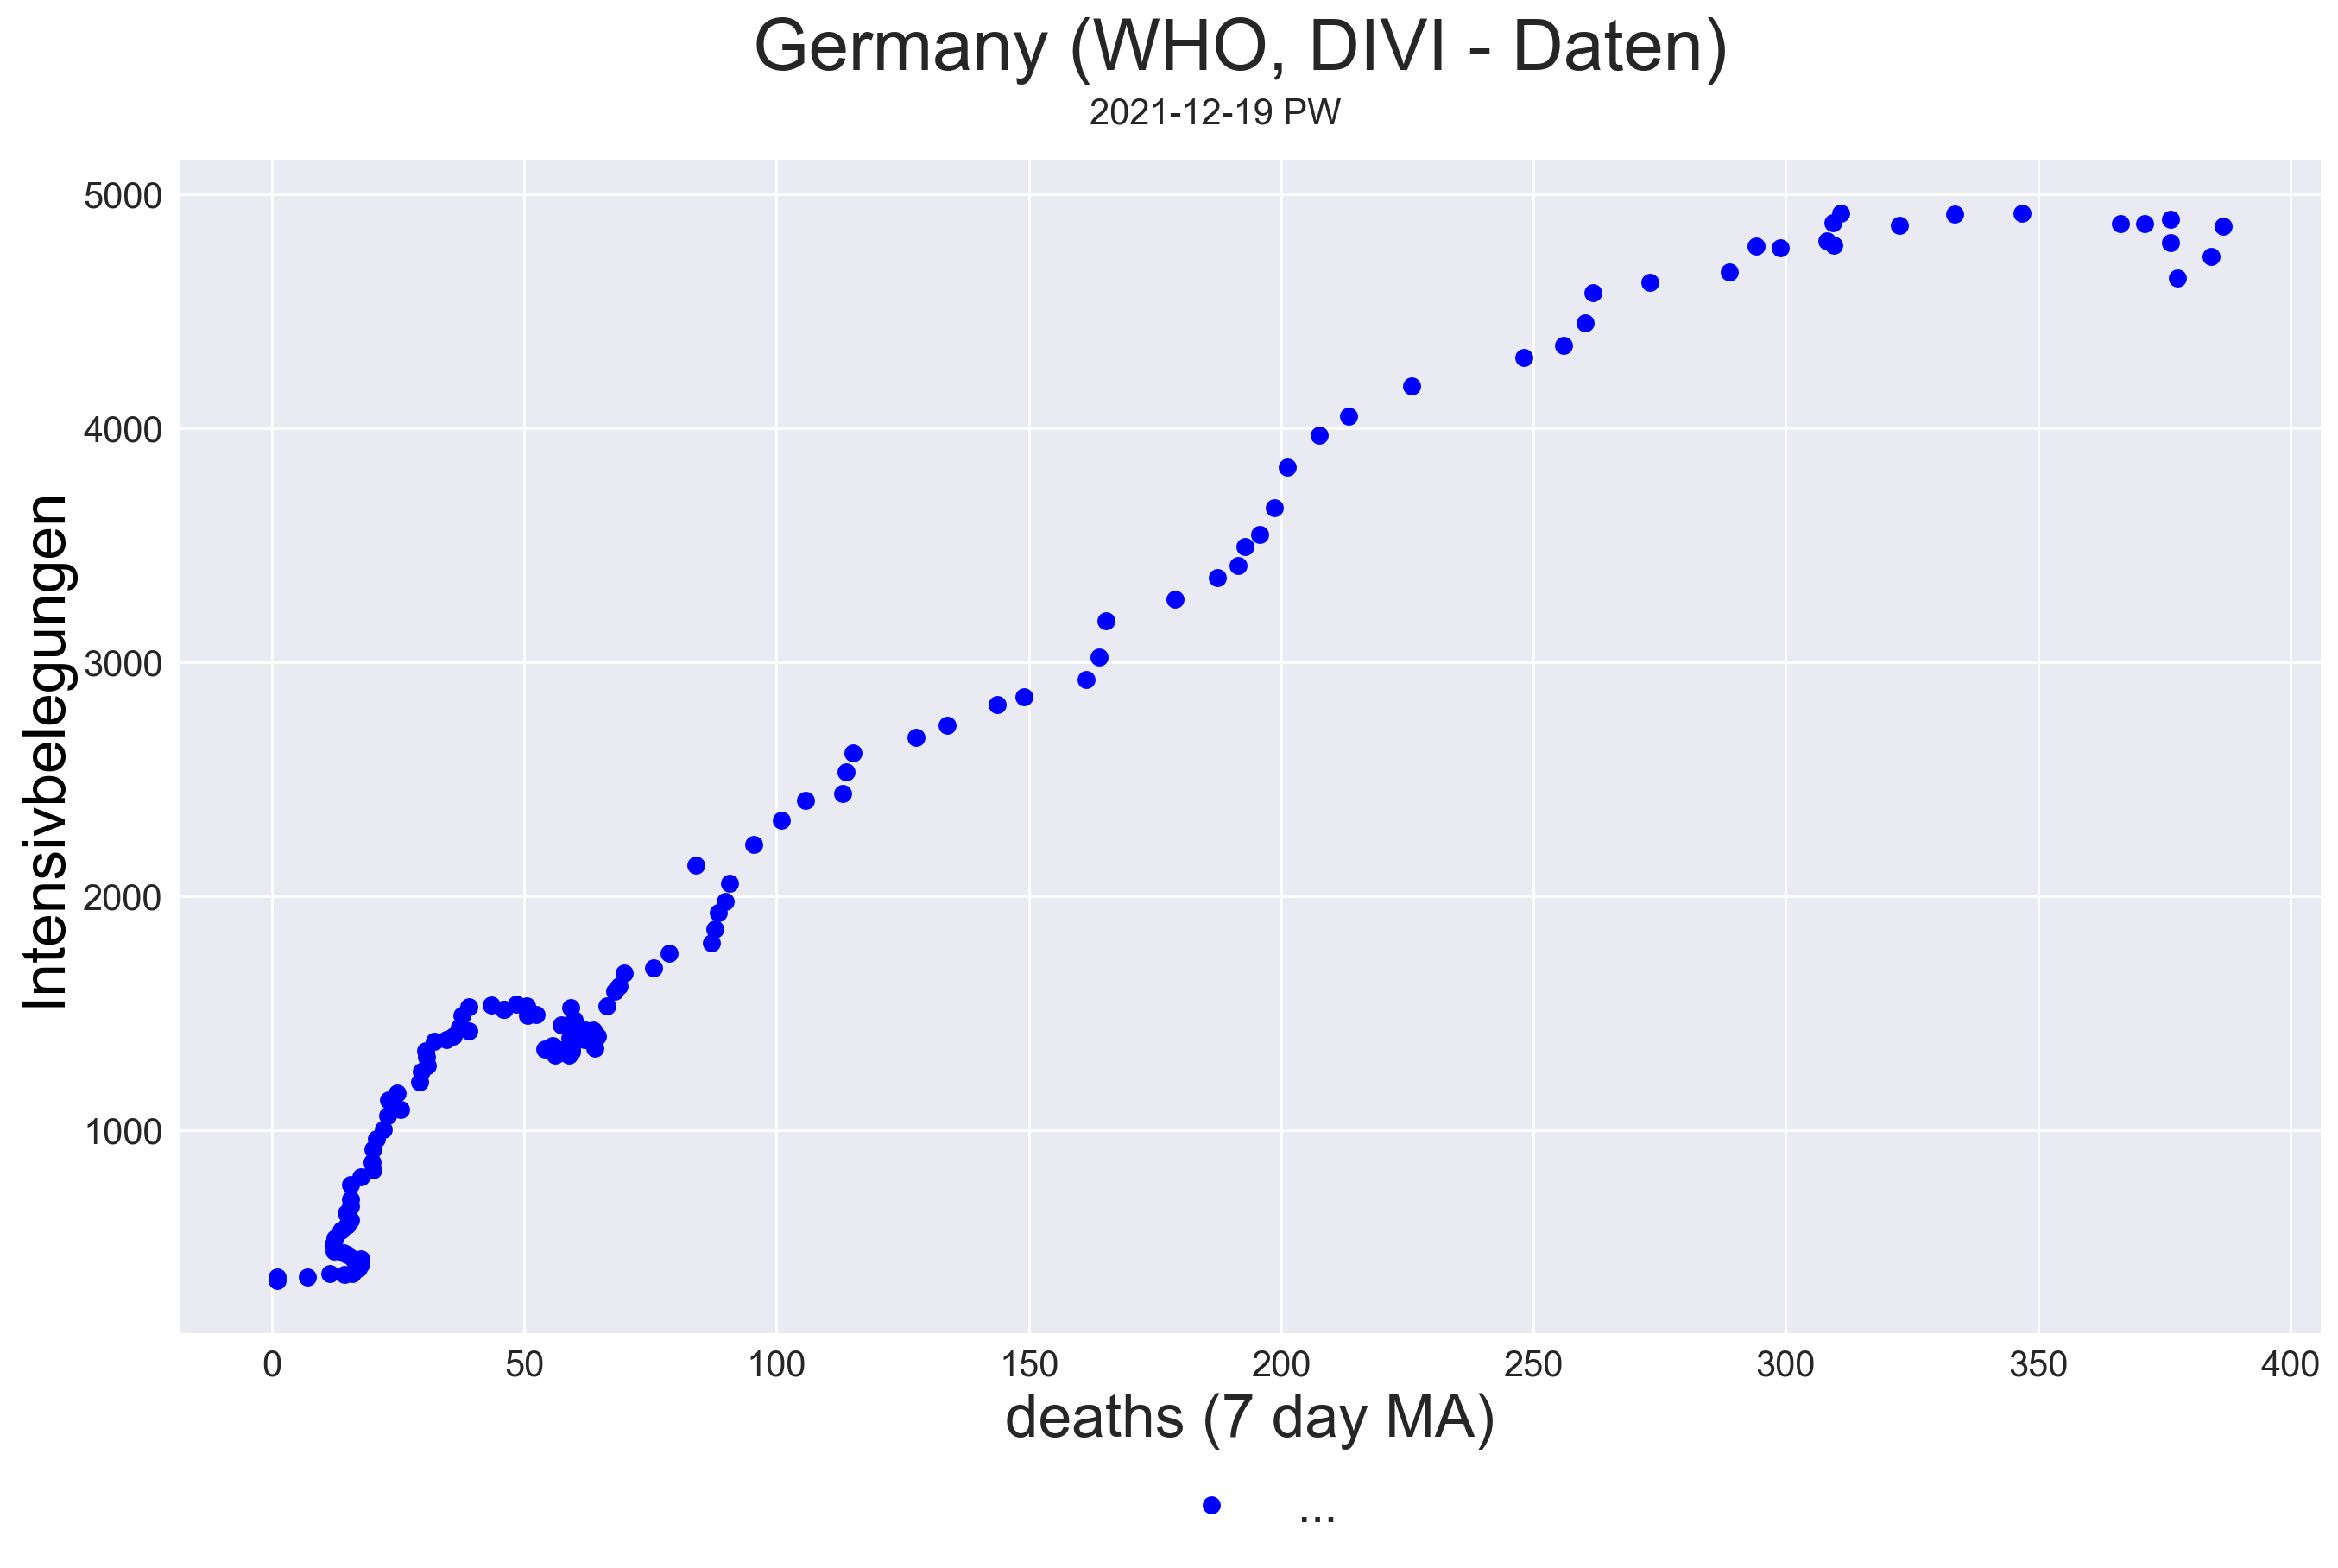 Germany (WHO, DIVI - Daten)
2021-12-19 PW
5000
4000
3000
2000
1000
Intensivbelegungen
0 50 100 150 200 250 300 350 400
deaths (7 day MA)
...